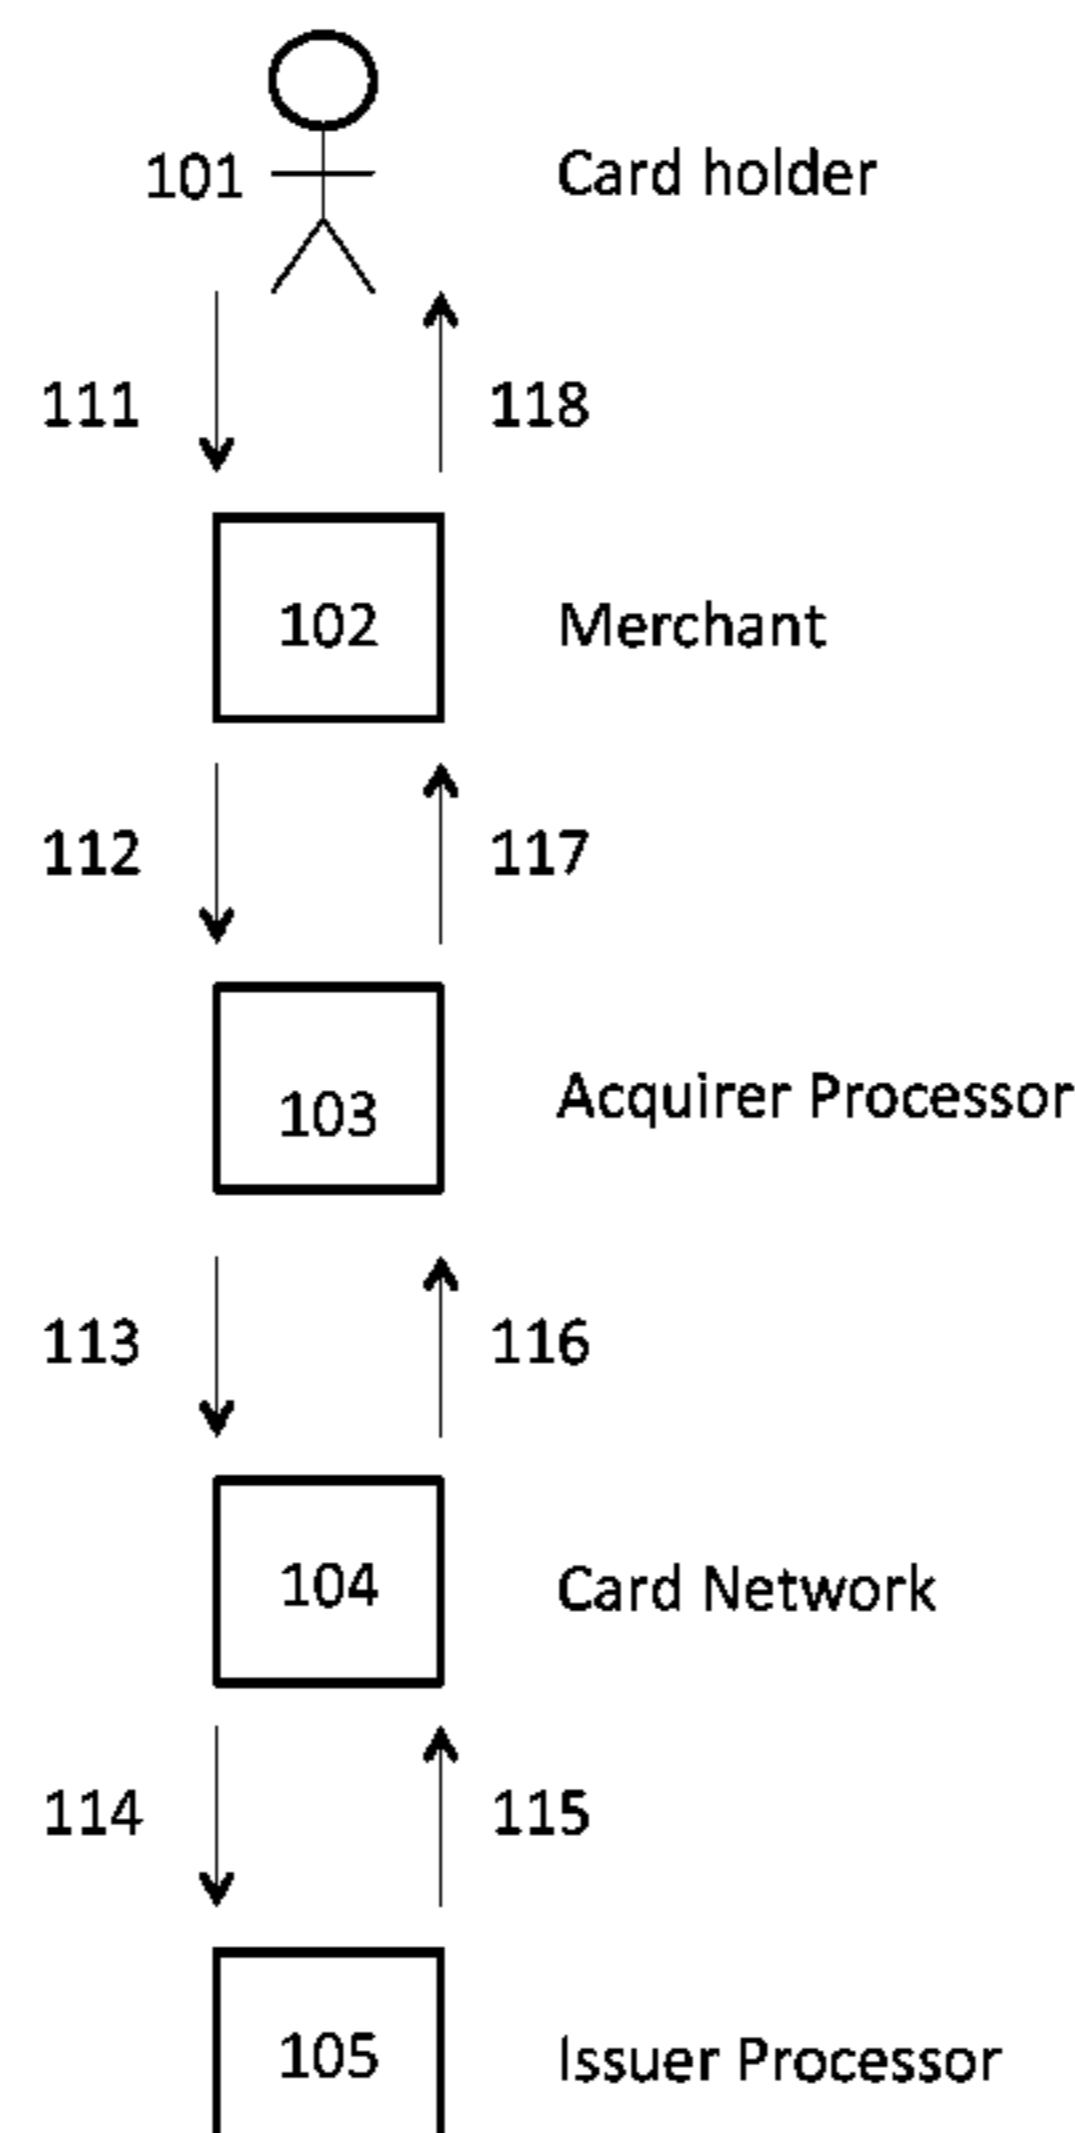 101 Card holder
111 118
102 Merchant
112 117
103 Acquirer Processor
113 116
104 Card Network
114 115
105 Issuer Processor